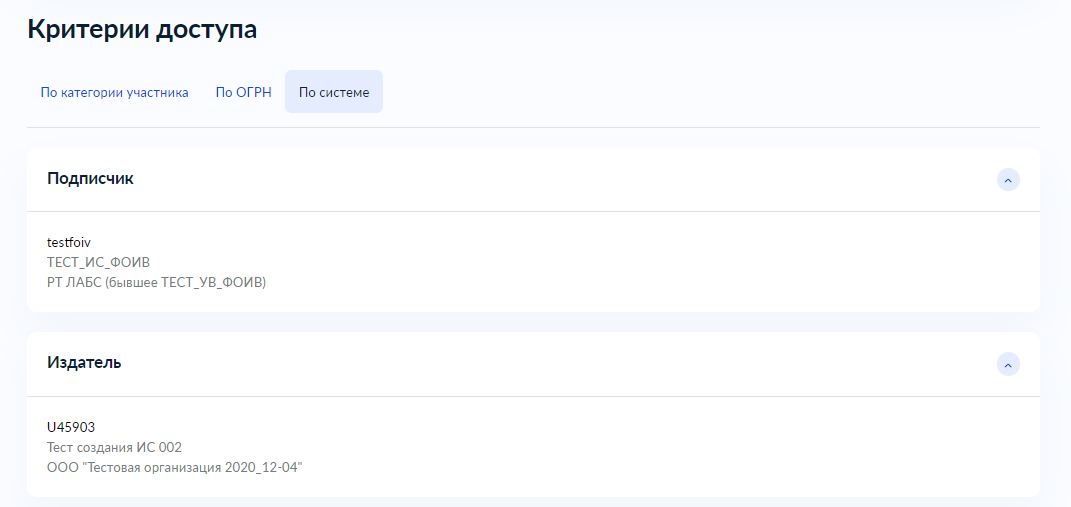 Критерии доступа
По категории участника По ОГРН По системе
Подписчик
testfoiv
ТЕСТ_ИС_ФОИВ
РТ ЛАБС (бывшее ТЕСТ_УВ_ФОИВ)
Издатель
U45903
Тест создания ИС 002
ООО "Тестовая организация 2020_12-04"